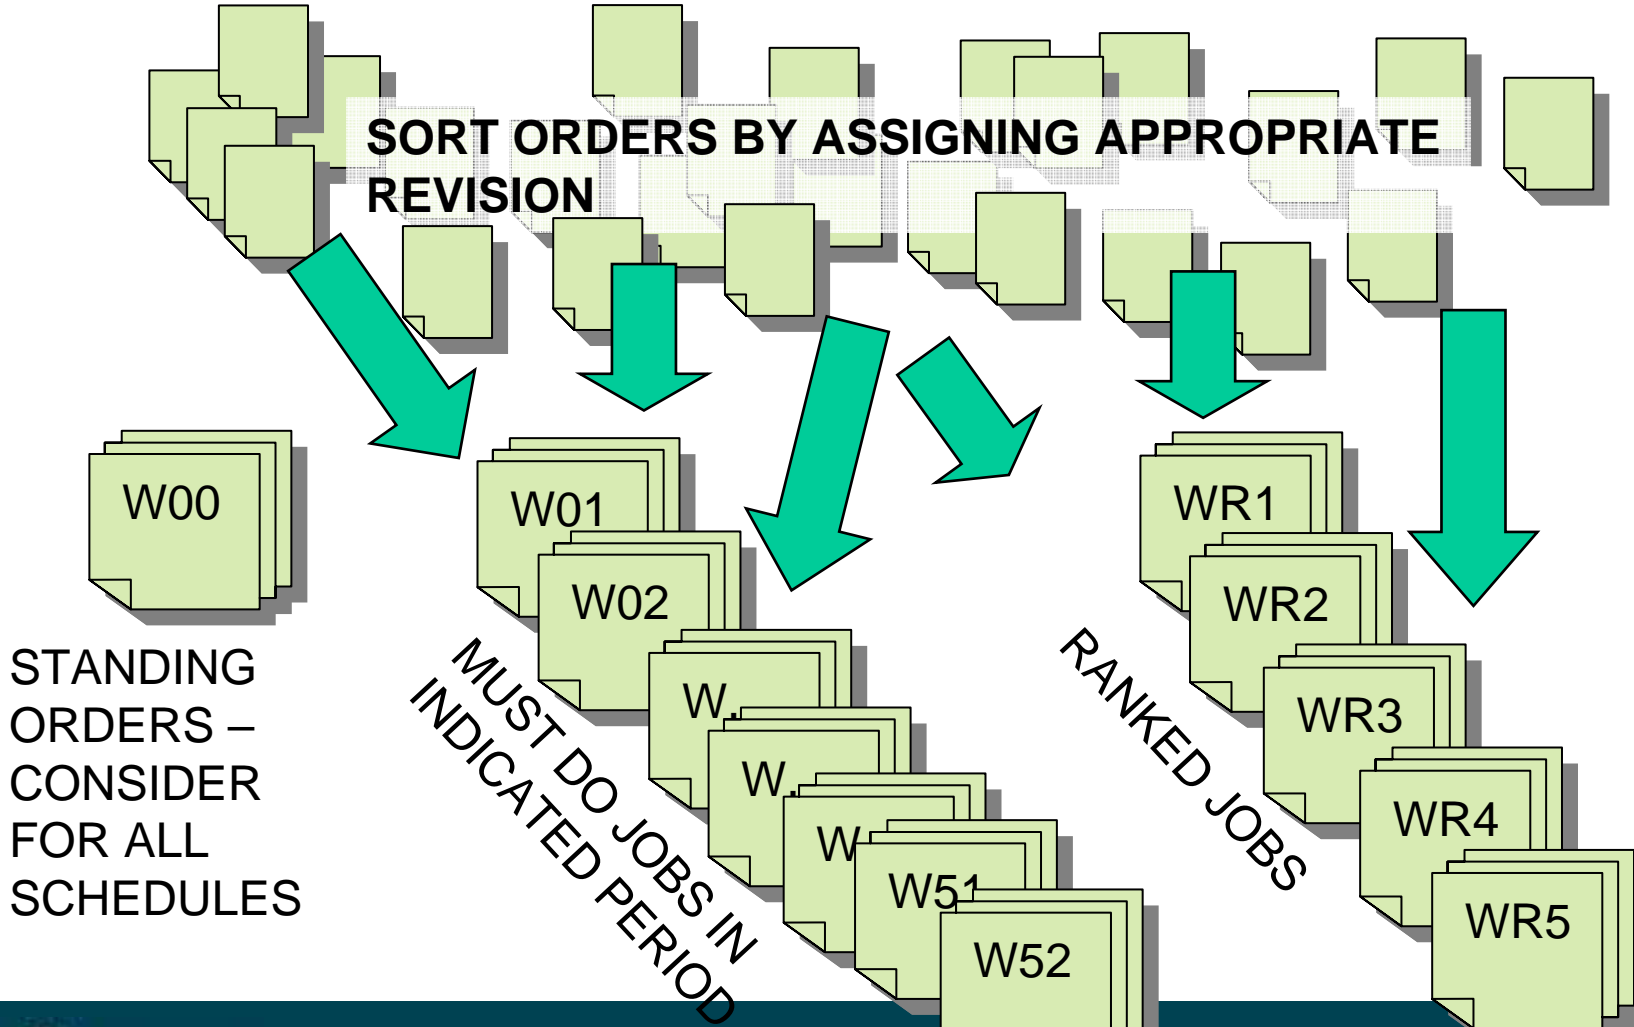 SORT ORDERS BY ASSIGNING APPROPRIATE
REVISION
W00
STANDING
ORDERS –
CONSIDER
FOR ALL
SCHEDULES
W01
W02
W.
W.
W
W51
W52
MUST DO JOBS IN
INDICATED PERIOD
WR1
WR2
WR3
WR4
WR5
RANKED JOBS